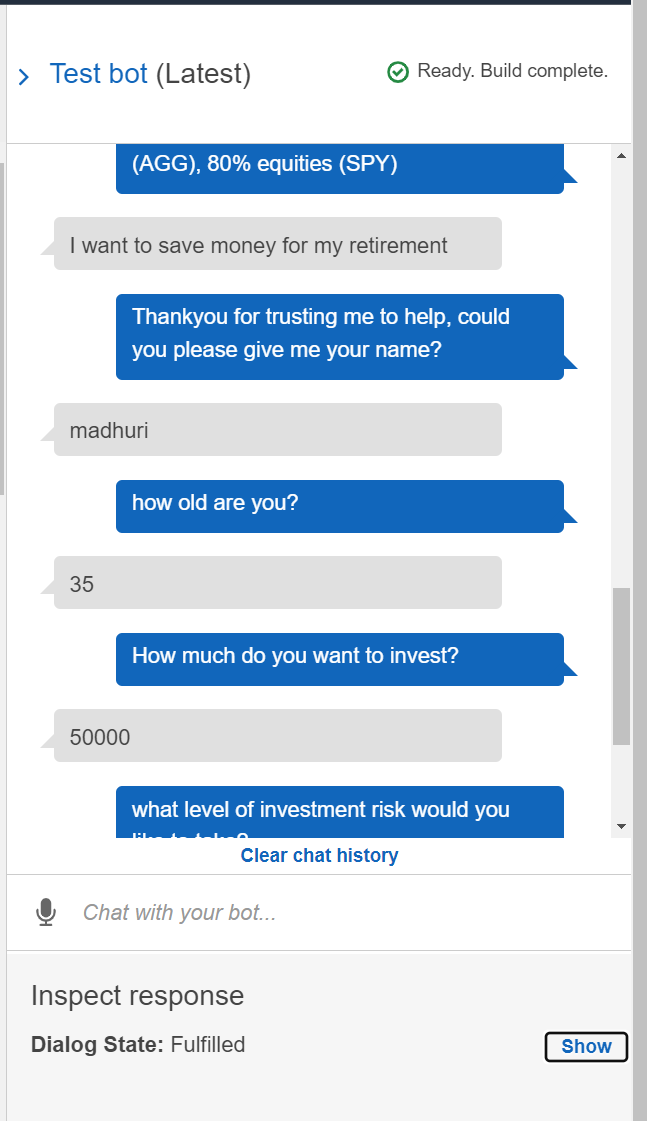 Test bot (Latest)
Ready. Build complete.
(AGG), 80% equities (SPY)
I want to save money for my retirement
Thankyou for trusting me to help, could
you please give me your name?
madhuri
how old are you?
35
How much do you want to invest?
50000
what level of investment risk would you
like to take?
Clear chat history
Chat with your bot...
Inspect response
Dialog State: Fulfilled
Show